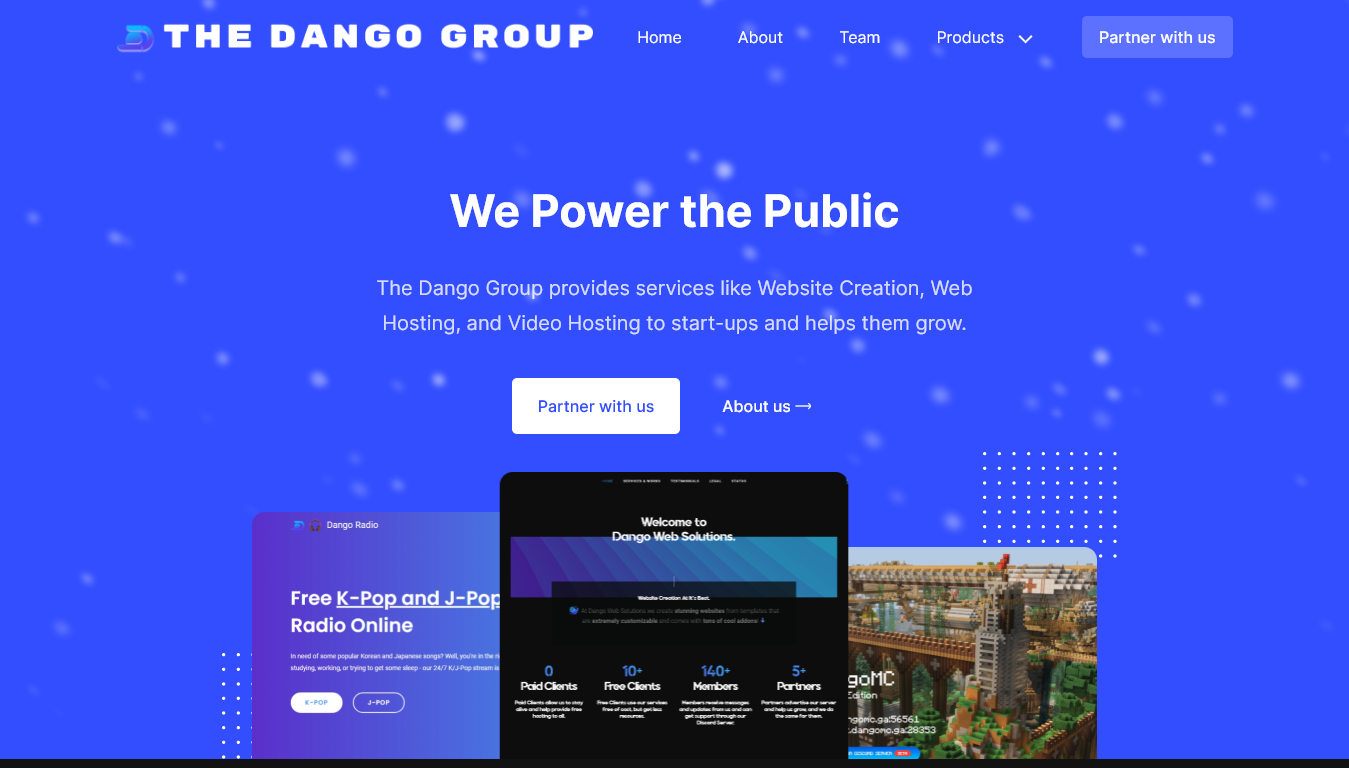 THE DANGO GROUP
Home
About
Team
Products
Partner with us
We Power the Public
The Dango Group provides services like Website Creation, Web
Hosting, and Video Hosting to start-ups and helps them grow.
Partner with us
About us →
Dango Radio
Free K-Pop and J-Pop
Radio Online
In need of some popular Korean and Japanese songs? Well, you're in the
studying, working, or trying to get some sleep - our 24/7 K/J-Pop stream is
K-POP
J-POP
HOME
SERVICES & WORKS
TESTIMONIALS
LEGAL
STATUS
Welcome to
Dango Web Solutions.
Website Creation At It's Best.
At Dango Web Solutions we create stunning websites from templates that
are extremely customizable and comes with tons of cool addons!
0
Paid Clients
Paid Clients allow us to stay
alive and help provide free
hosting to all.
10+
Free Clients
Free Clients use our services
free of cost, but get less
resources.
140+
Members
Members receive messages
and updates from us and can
get support through our
Discord Server.
5+
Partners
Partners advertise our server
and help us grow, and we do
the same for them.
goMC
Edition
ngomc.ga:56561
.dangomc.ga:28353
DISCORD SERVER
BETA